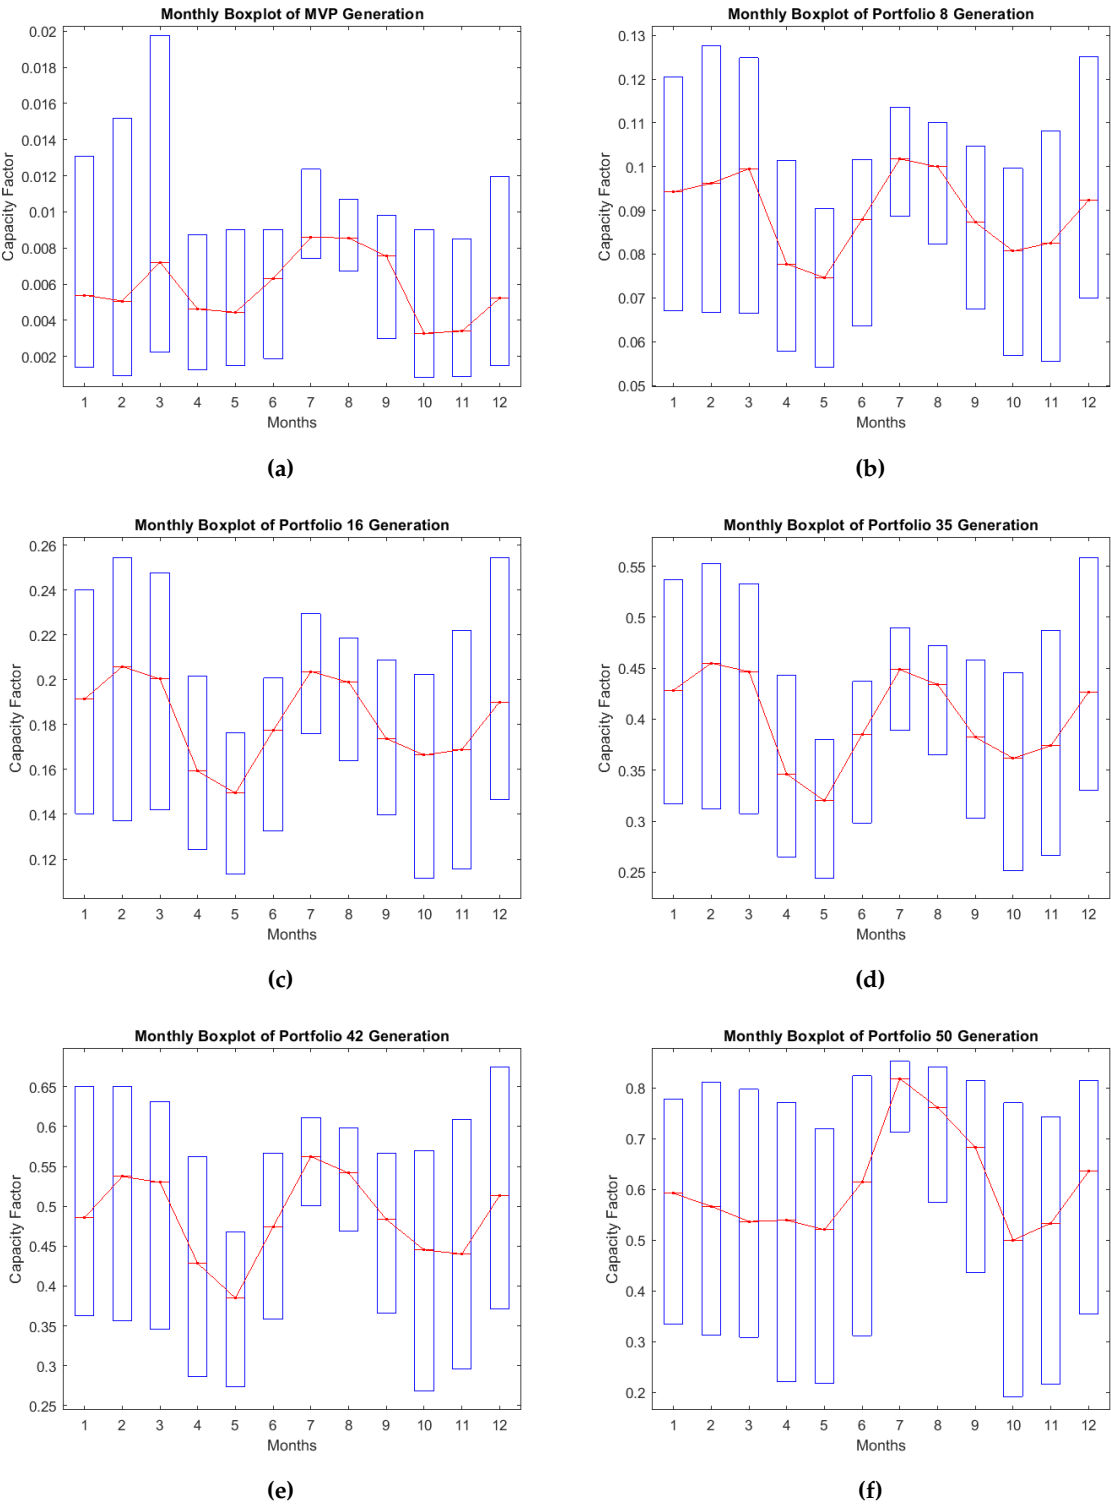 Monthly Boxplot of MVP Generation
0.02
0.018
0.016
0.014
0.012
0.01
0.008
0.006
0.004
0.002
Capacity Factor
1 2 3 4 5 6 7 8 9 10 11 12
Months
(a)
Monthly Boxplot of Portfolio 8 Generation
0.13
0.12
0.11
0.1
0.09
0.08
0.07
0.06
0.05
Capacity Factor
1 2 3 4 5 6 7 8 9 10 11 12
Months
(b)
Monthly Boxplot of Portfolio 16 Generation
0.26
0.24
0.22
0.2
0.18
0.16
0.14
0.12
Capacity Factor
1 2 3 4 5 6 7 8 9 10 11 12
Months
(c)
Monthly Boxplot of Portfolio 35 Generation
0.55
0.5
0.45
0.4
0.35
0.3
0.25
Capacity Factor
1 2 3 4 5 6 7 8 9 10 11 12
Months
(d)
Monthly Boxplot of Portfolio 42 Generation
0.65
0.6
0.55
0.5
0.45
0.4
0.35
0.3
0.25
Capacity Factor
1 2 3 4 5 6 7 8 9 10 11 12
Months
(e)
Monthly Boxplot of Portfolio 50 Generation
0.8
0.7
0.6
0.5
0.4
0.3
0.2
Capacity Factor
1 2 3 4 5 6 7 8 9 10 11 12
Months
(f)